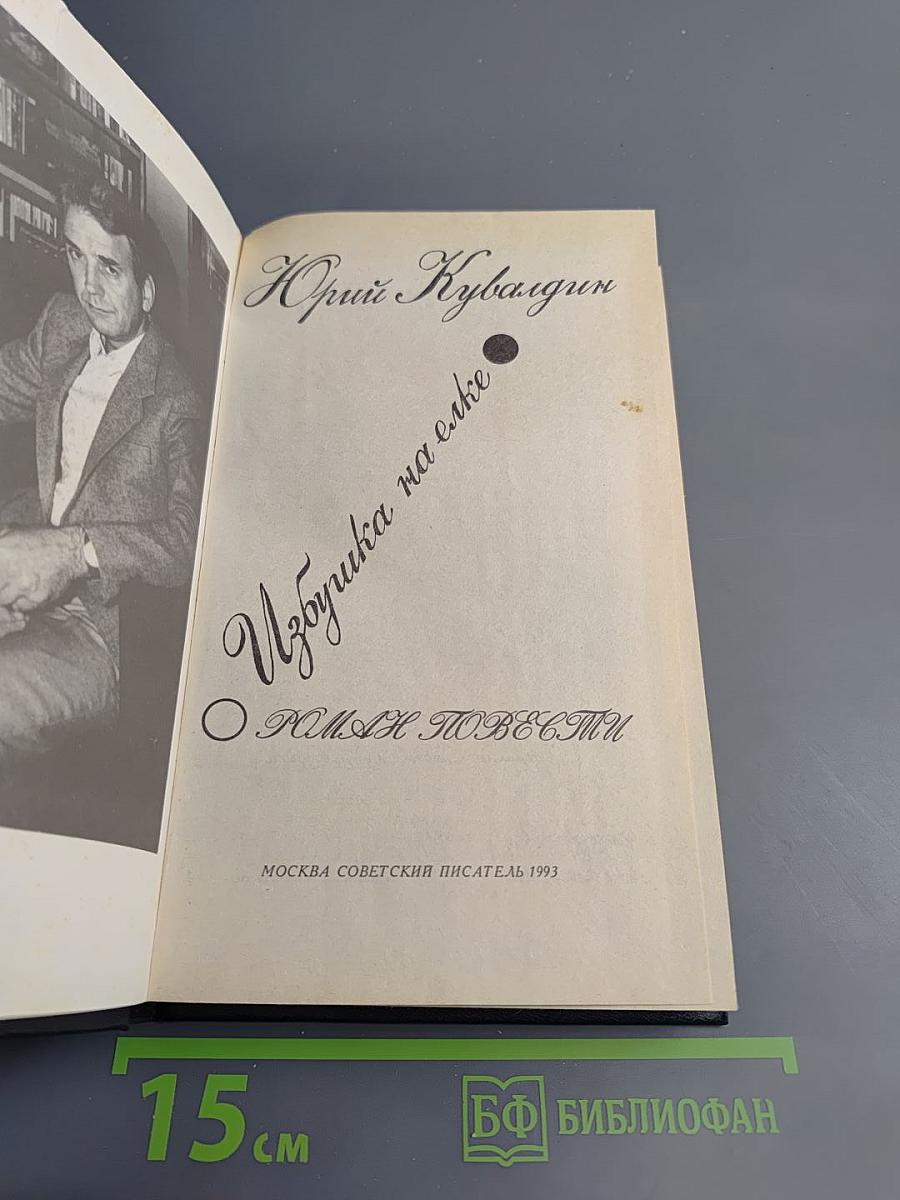 Юрий Кувалдин
Избушка на елке
РОМАН ПОВЕСТИ
МОСКВА СОВЕТСКИЙ ПИСАТЕЛЬ 1993
15 см
БФ БИБЛИОФАН